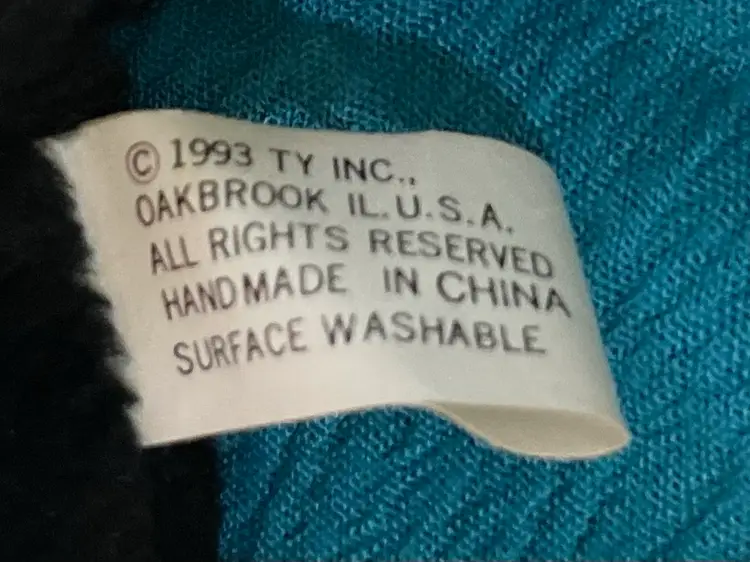 © 1993 TY INC.,
OAKBROOK IL. U.S.A.
ALL RIGHTS RESERVED
HANDMADE IN CHINA
SURFACE WASHABLE